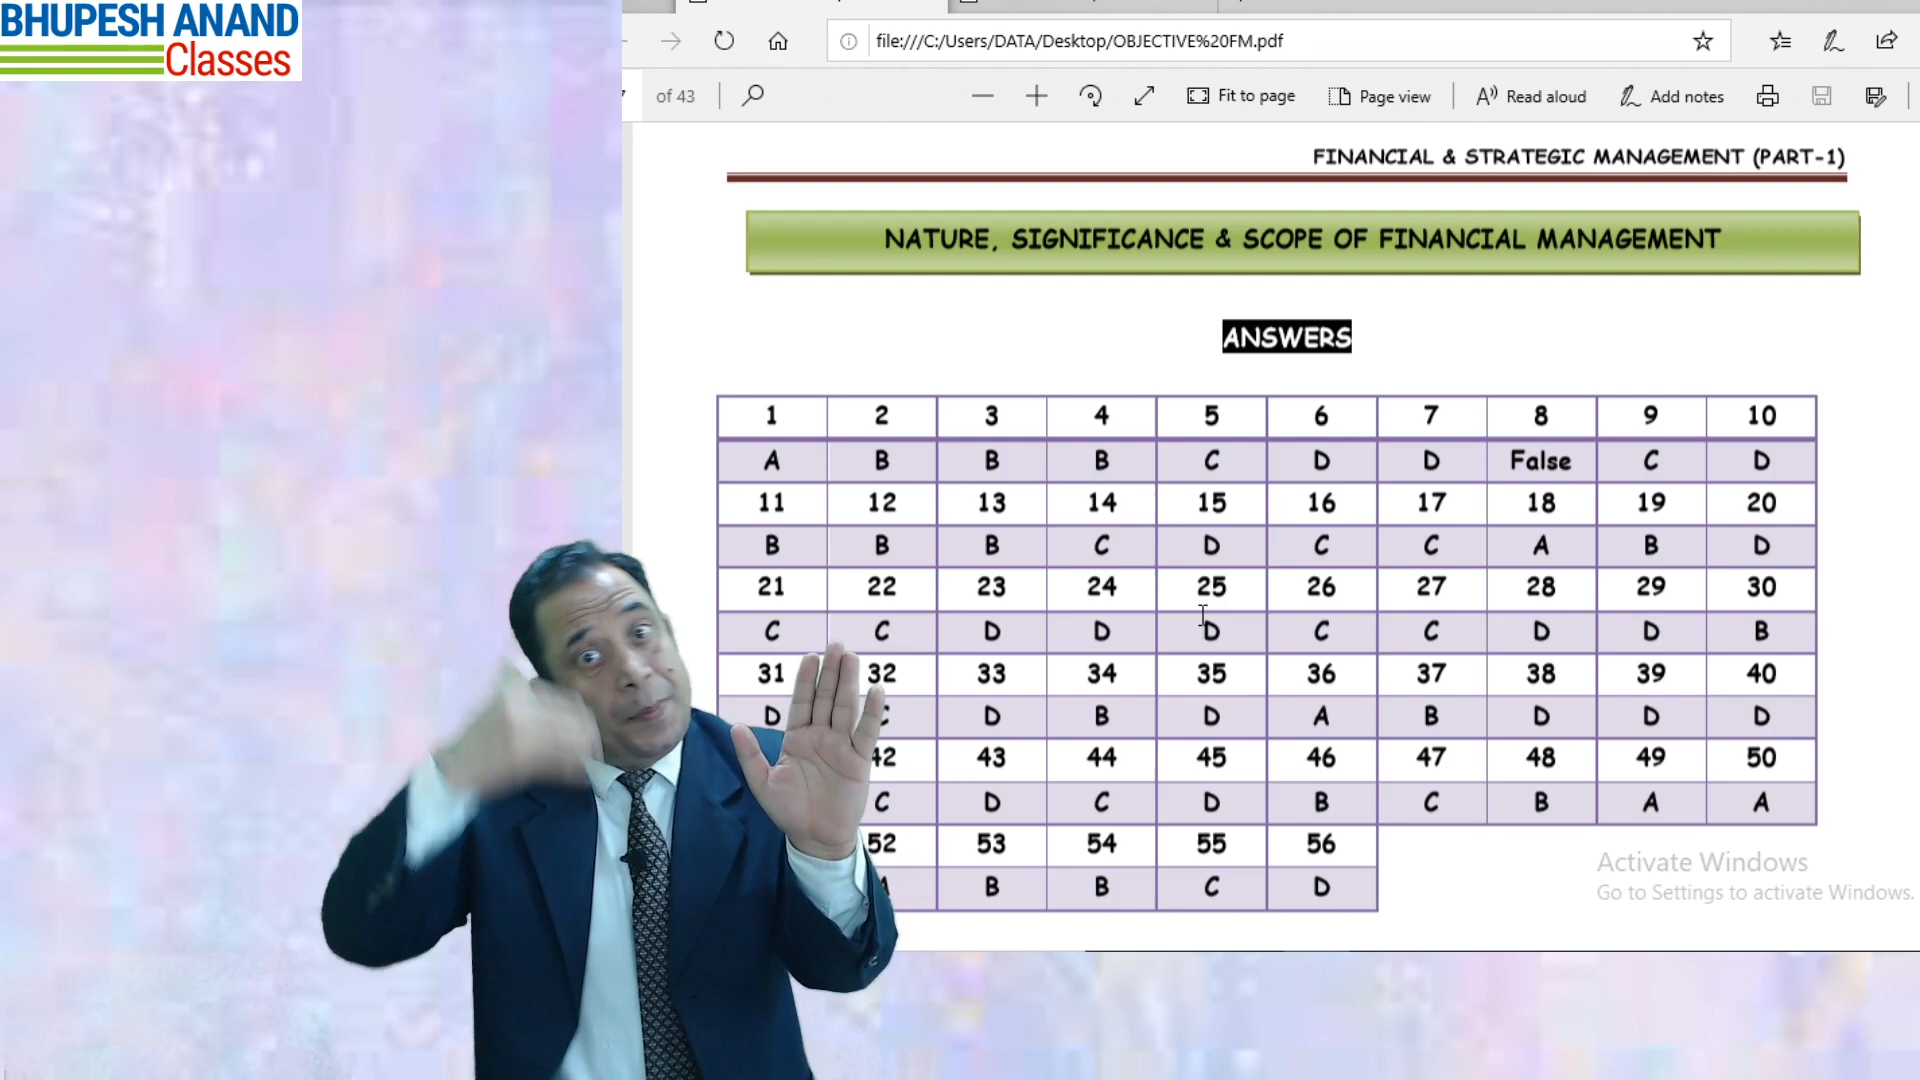 BHUPESH ANAND
Classes
file:///C:/Users/DATA/Desktop/OBJECTIVE%20FM.pdf
of 43
Fit to page
Page view
Read aloud
Add notes
FINANCIAL & STRATEGIC MANAGEMENT (PART-1)
NATURE, SIGNIFICANCE & SCOPE OF FINANCIAL MANAGEMENT
ANSWERS
1 2 3 4 5 6 7 8 9 10
A B B B C D D False C D
11 12 13 14 15 16 17 18 19 20
B B B C D C C A B D
21 22 23 24 25 26 27 28 29 30
C C D D D C C D D B
31 32 33 34 35 36 37 38 39 40
D C D B D A B D D D
42 43 44 45 46 47 48 49 50
C D C D B C B A A
52 53 54 55 56
A B B C D
Activate Windows
Go to Settings to activate Windows.